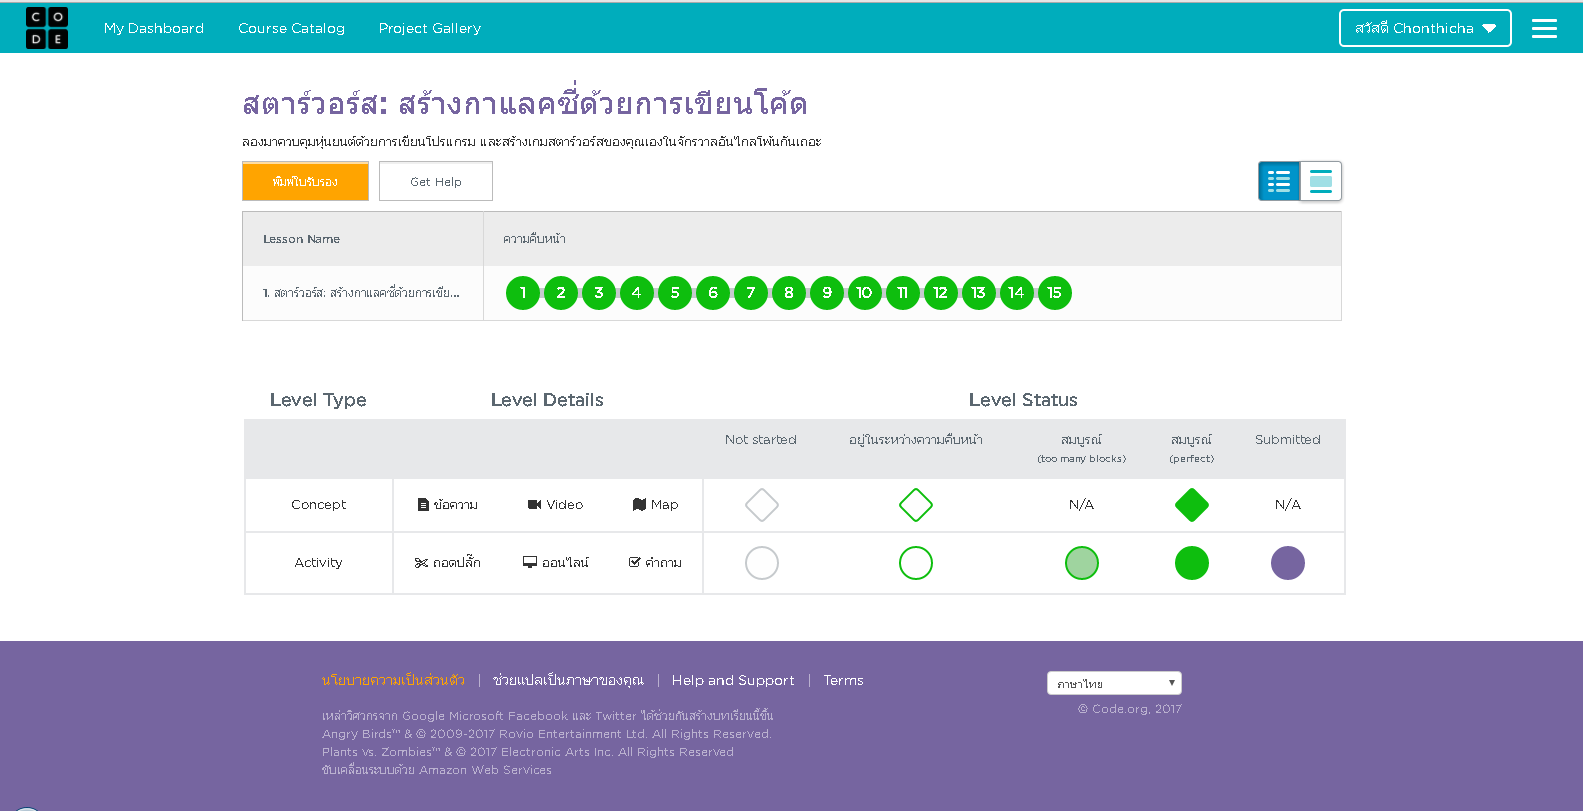 CODE My Dashboard Course Catalog Project Gallery สวัสดี Chonthicha
สตาร์วอร์ส: สร้างกาแลคซี่ด้วยการเขียนโค้ด
ลองมาควบคุมหุ่นยนต์ด้วยการเขียนโปรแกรม และสร้างเกมสตาร์วอร์สของคุณเองในจักรวาลอันไกลโพ้นกันเถอะ
พิมพ์ใบรับรอง Get Help
Lesson Name ความคืบหน้า
1. สตาร์วอร์ส: สร้างกาแลคซี่ด้วยการเขีย... 1 2 3 4 5 6 7 8 9 10 11 12 13 14 15
Level Type Level Details Level Status
Not started อยู่ในระหว่างความคืบหน้า สมบูรณ์ (too many blocks) สมบูรณ์ (perfect) Submitted
Concept ข้อความ Video Map N/A N/A
Activity ถอดปลั๊ก ออนไลน์ คำถาม
นโยบายความเป็นส่วนตัว | ช่วยแปลเป็นภาษาของคุณ | Help and Support | Terms
ภาษาไทย
© Code.org, 2017
เหล่าวิศวกรจาก Google Microsoft Facebook และ Twitter ได้ช่วยกันสร้างบทเรียนนี้ขึ้น
Angry Birds™ & © 2009-2017 Rovio Entertainment Ltd. All Rights Reserved.
Plants vs. Zombies™ & © 2017 Electronic Arts Inc. All Rights Reserved
ขับเคลื่อนระบบด้วย Amazon Web Services